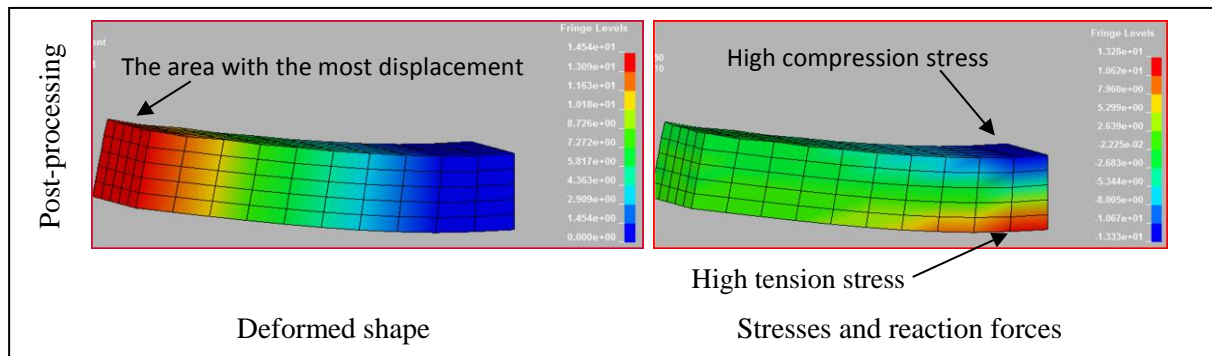 Post-processing
ent
The area with the most displacement
Fringe Levels
1.454e+01
1.309e+01
1.163e+01
1.018e+01
8.726e+00
7.272e+00
5.817e+00
4.363e+00
2.909e+00
1.454e+00
0.000e+00
Deformed shape
50
10
High compression stress
Fringe Levels
1.328e+01
1.062e+01
7.960e+00
5.299e+00
2.639e+00
-2.225e-02
-2.683e+00
-5.344e+00
-8.005e+00
-1.067e+01
-1.333e+01
High tension stress
Stresses and reaction forces